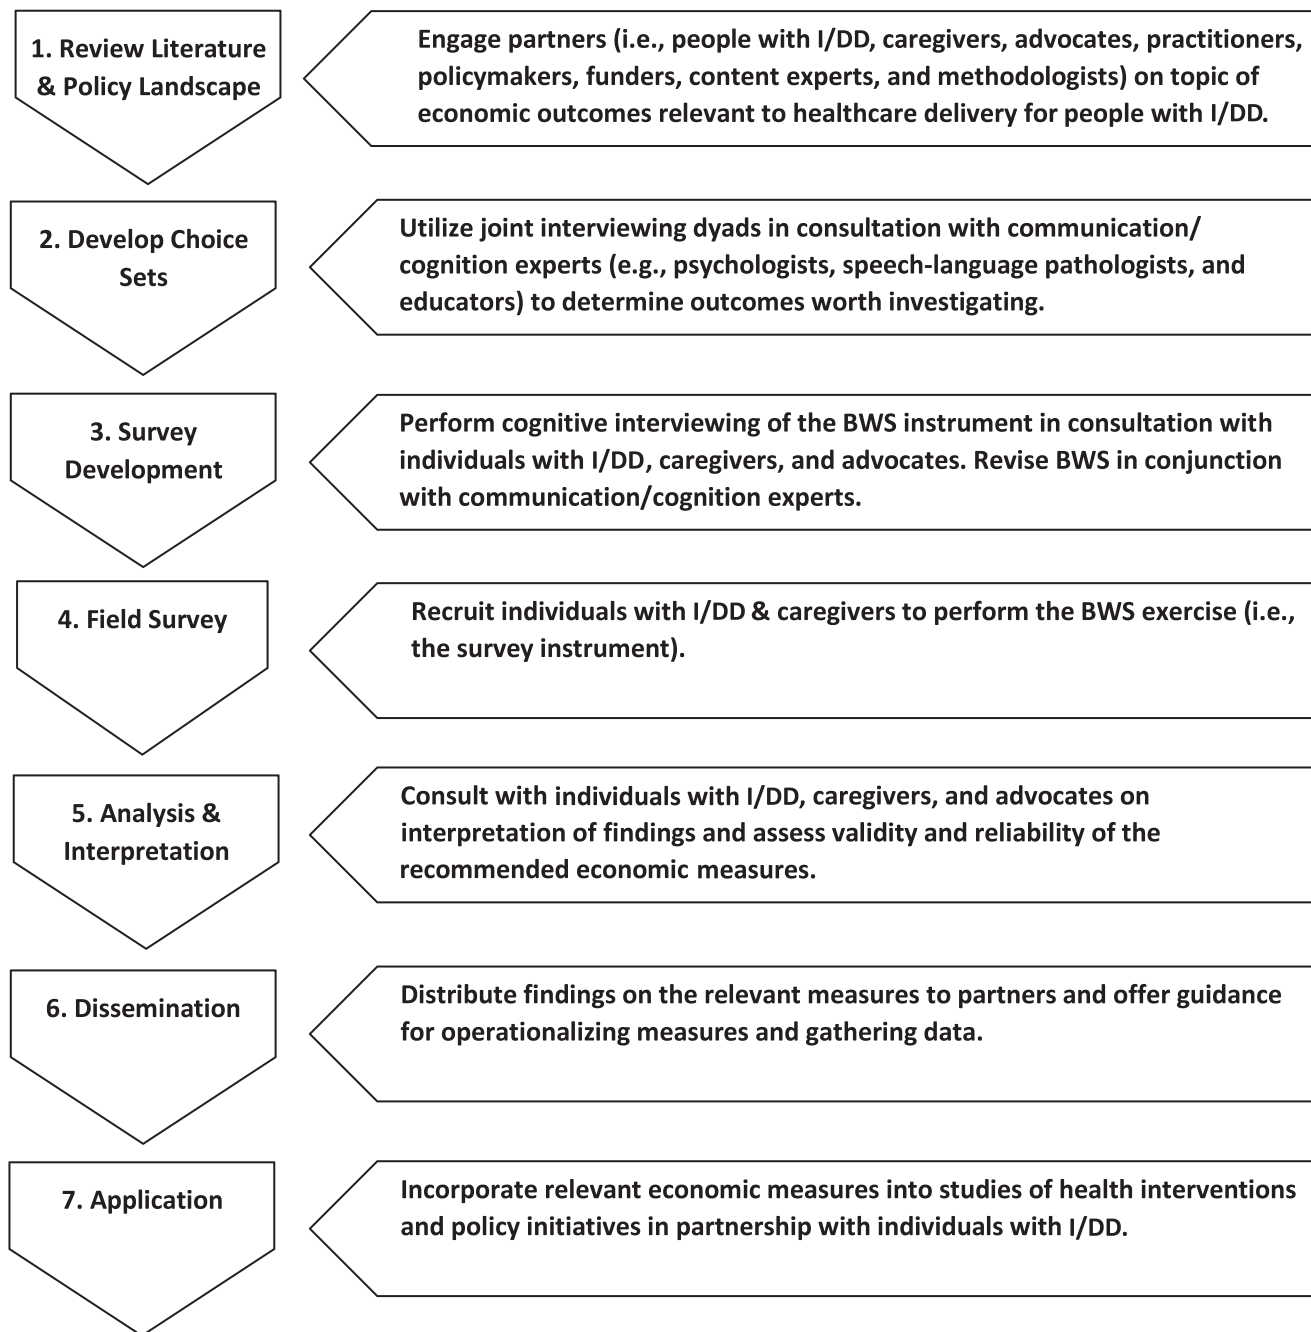 1. Review Literature
& Policy Landscape
Engage partners (i.e., people with I/DD, caregivers, advocates, practitioners,
policymakers, funders, content experts, and methodologists) on topic of
economic outcomes relevant to healthcare delivery for people with I/DD.
2. Develop Choice
Sets
Utilize joint interviewing dyads in consultation with communication/
cognition experts (e.g., psychologists, speech-language pathologists, and
educators) to determine outcomes worth investigating.
3. Survey
Development
Perform cognitive interviewing of the BWS instrument in consultation with
individuals with I/DD, caregivers, and advocates. Revise BWS in conjunction
with communication/cognition experts.
4. Field Survey
Recruit individuals with I/DD & caregivers to perform the BWS exercise (i.e.,
the survey instrument).
5. Analysis &
Interpretation
Consult with individuals with I/DD, caregivers, and advocates on
interpretation of findings and assess validity and reliability of the
recommended economic measures.
6. Dissemination
Distribute findings on the relevant measures to partners and offer guidance
for operationalizing measures and gathering data.
7. Application
Incorporate relevant economic measures into studies of health interventions
and policy initiatives in partnership with individuals with I/DD.